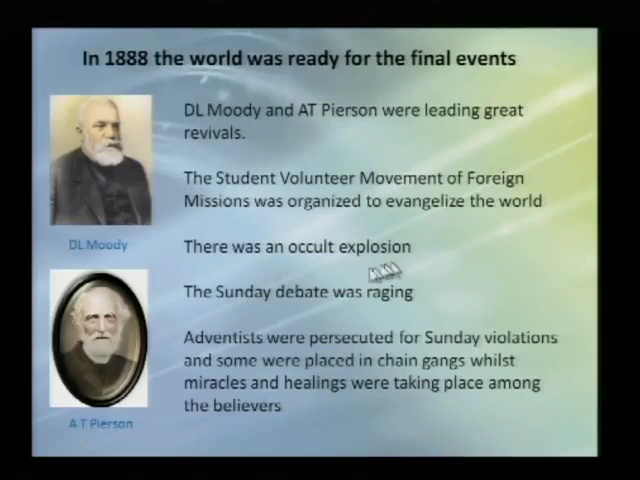 In 1888 the world was ready for the final events
DL Moody and AT Pierson were leading great
revivals.
The Student Volunteer Movement of Foreign
Missions was organized to evangelize the world
DL Moody
There was an occult explosion
The Sunday debate was raging
Adventists were persecuted for Sunday violations
and some were placed in chain gangs whilst
miracles and healings were taking place among
the believers
A T Pierson